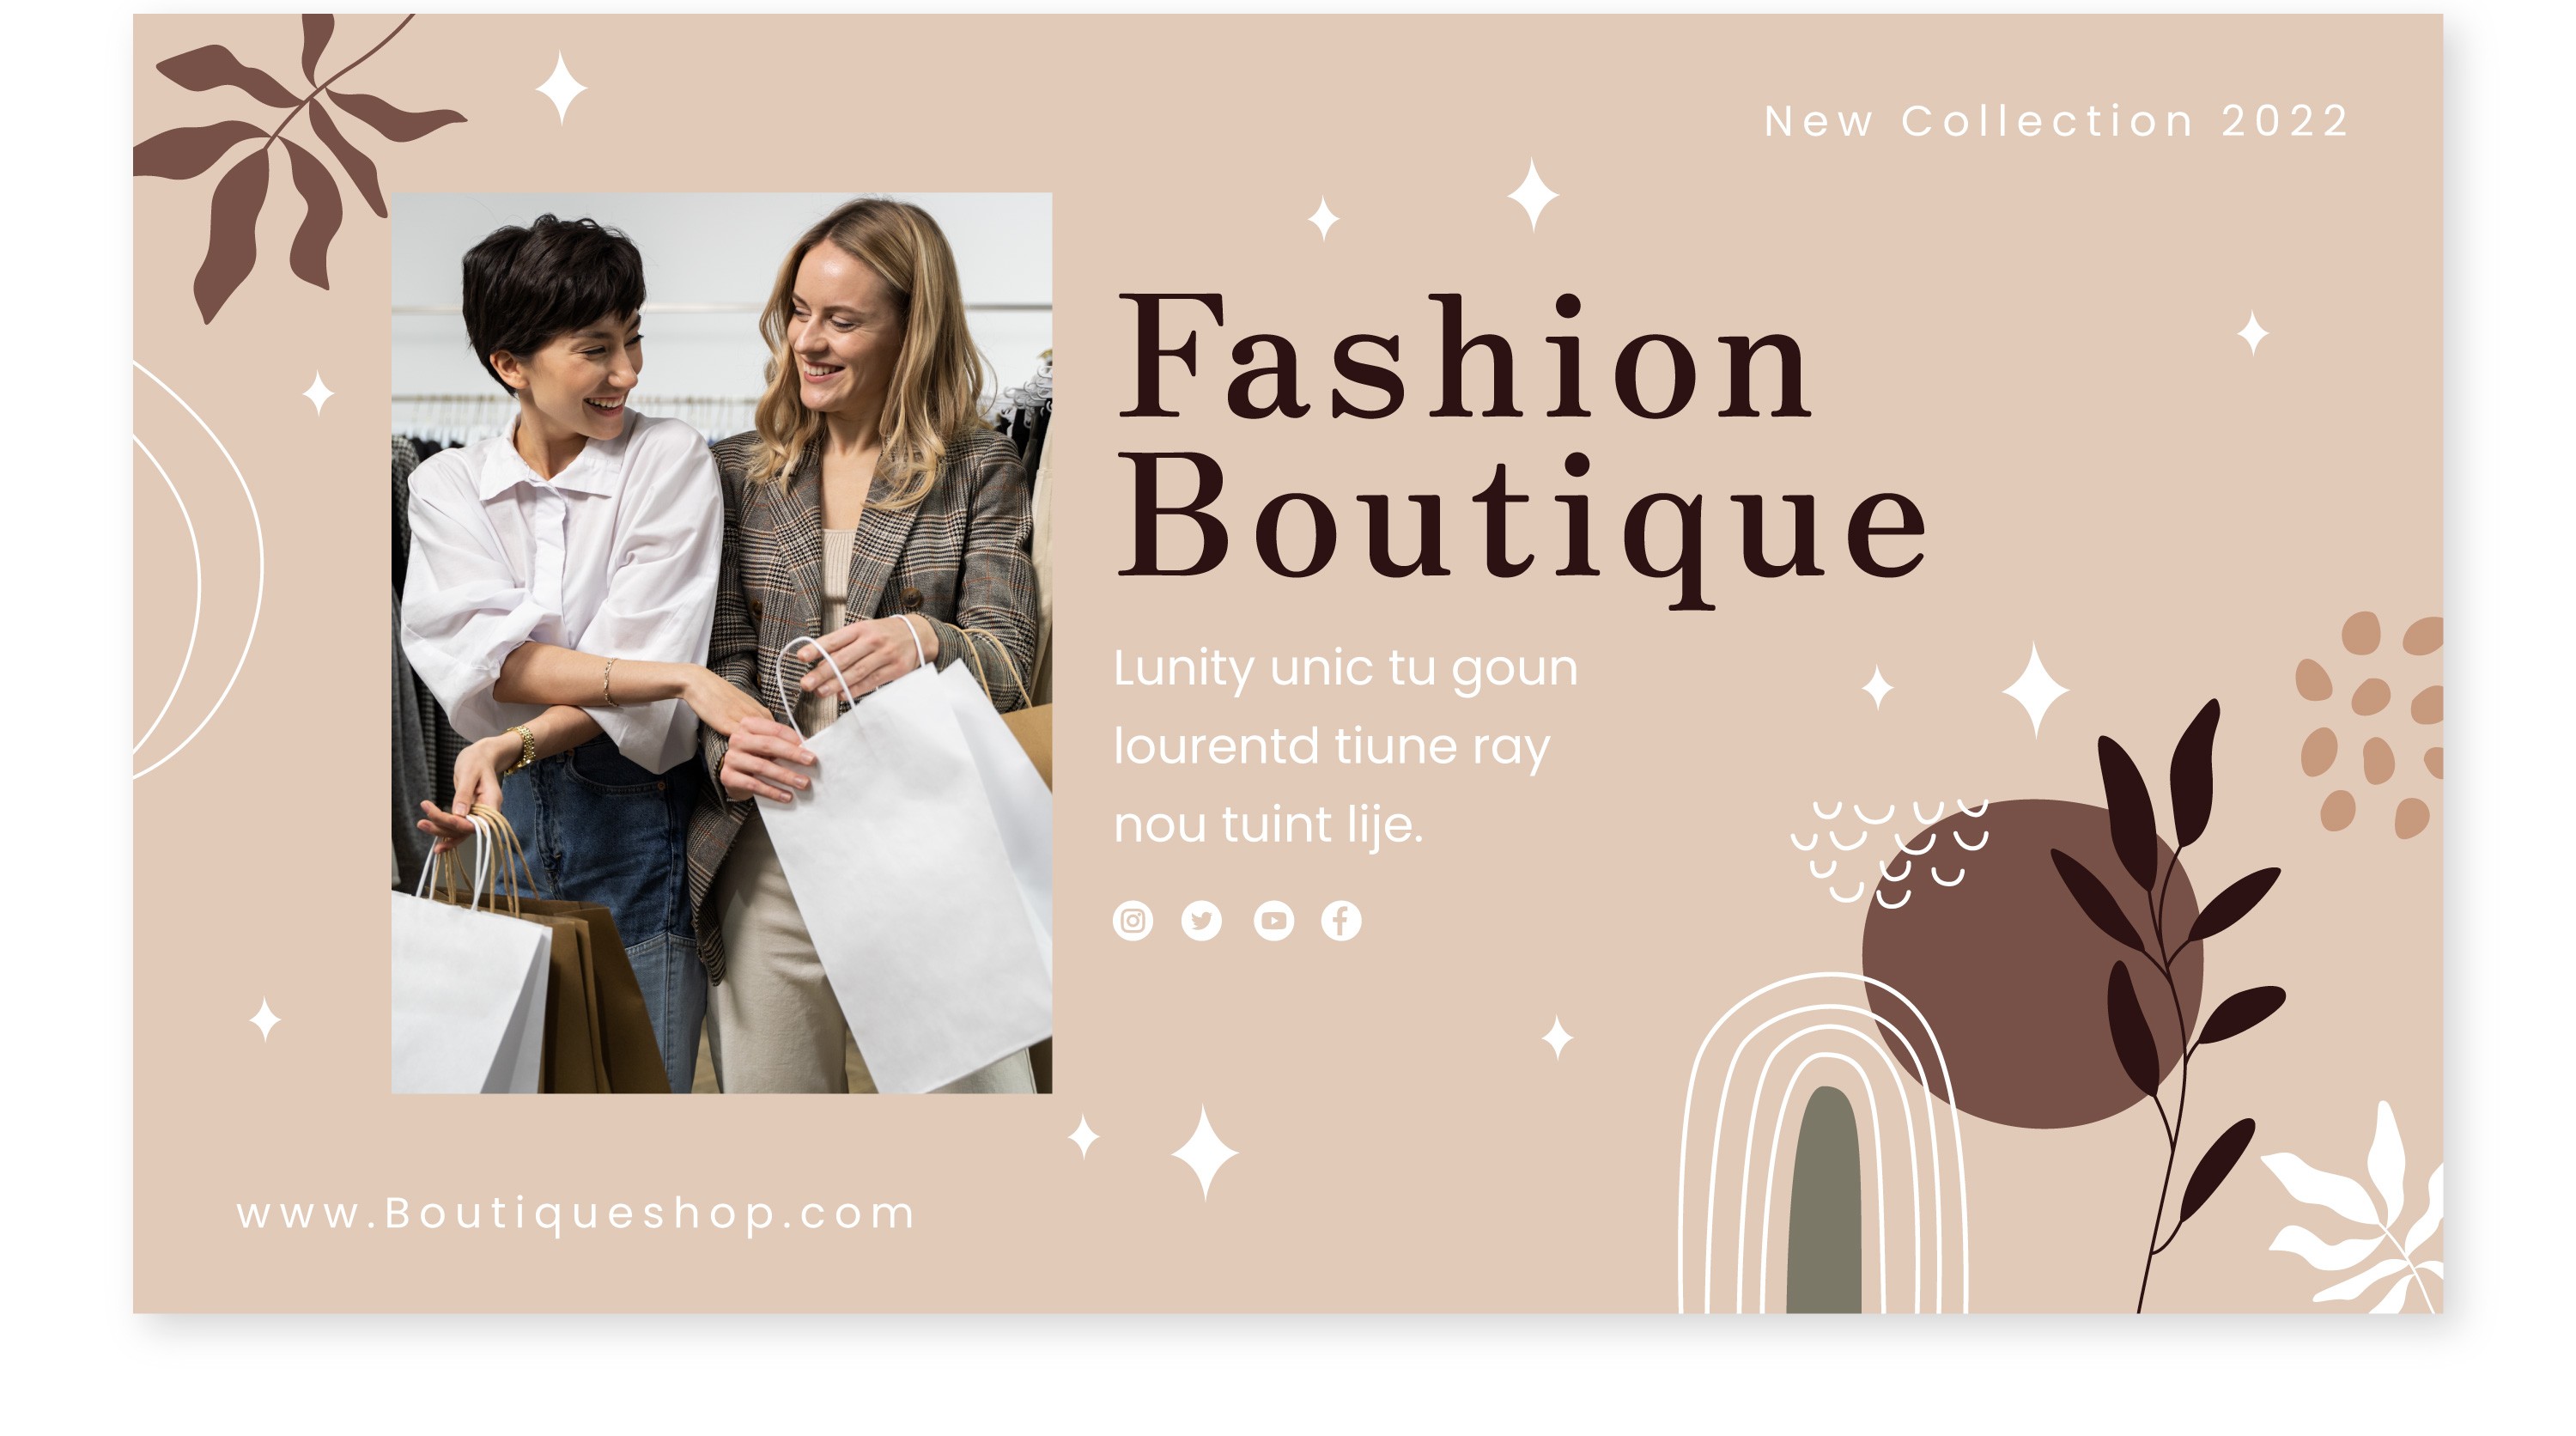 New Collection 2022
Fashion
Boutique
Lunity unic tu goun
lourentd tiune ray
nou tuint lije.
www.Boutiqueshop.com